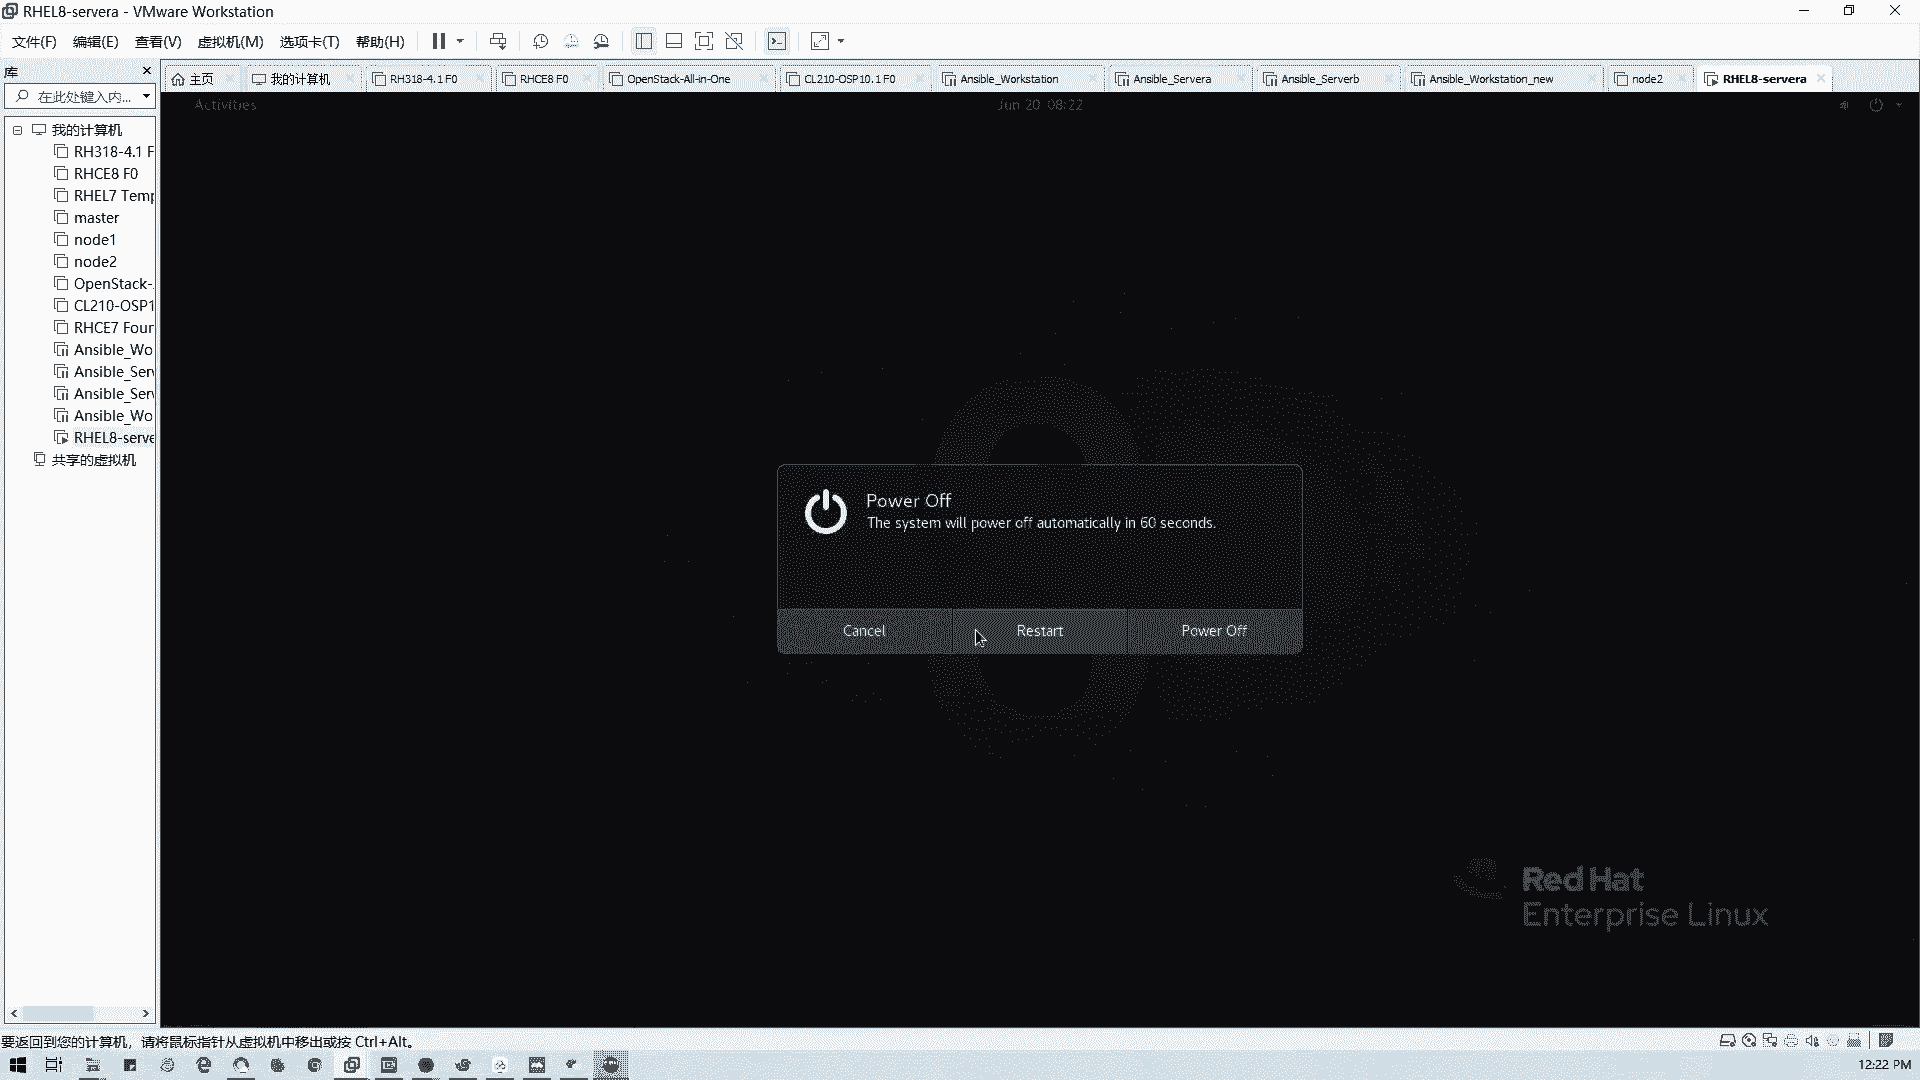 RHEL8-servera - VMware Workstation
文件(F) 编辑(E) 查看(V) 虚拟机(M) 选项卡(T) 帮助(H)
库
在此处键入内...
主页 我的计算机 RH318-4.1 F0 RHCE8 F0 OpenStack-All-in-One CL210-OSP10.1 F0 Ansible_Workstation Ansible_Servera Ansible_Serverb Ansible_Workstation_new node2 RHEL8-servera
Activities Jun 20 08:22
我的计算机
RH318-4.1 F
RHCE8 F0
RHEL7 Temp
master
node1
node2
OpenStack-
CL210-OSP1
RHCE7 Four
Ansible_Wo
Ansible_Serv
Ansible_Serv
Ansible_Wo
RHEL8-serve
共享的虚拟机
Power Off
The system will power off automatically in 60 seconds.
Cancel Restart Power Off
Red Hat
Enterprise Linux
要返回到您的计算机，请将鼠标指针从虚拟机中移出或按 Ctrl+Alt。
12:22 PM